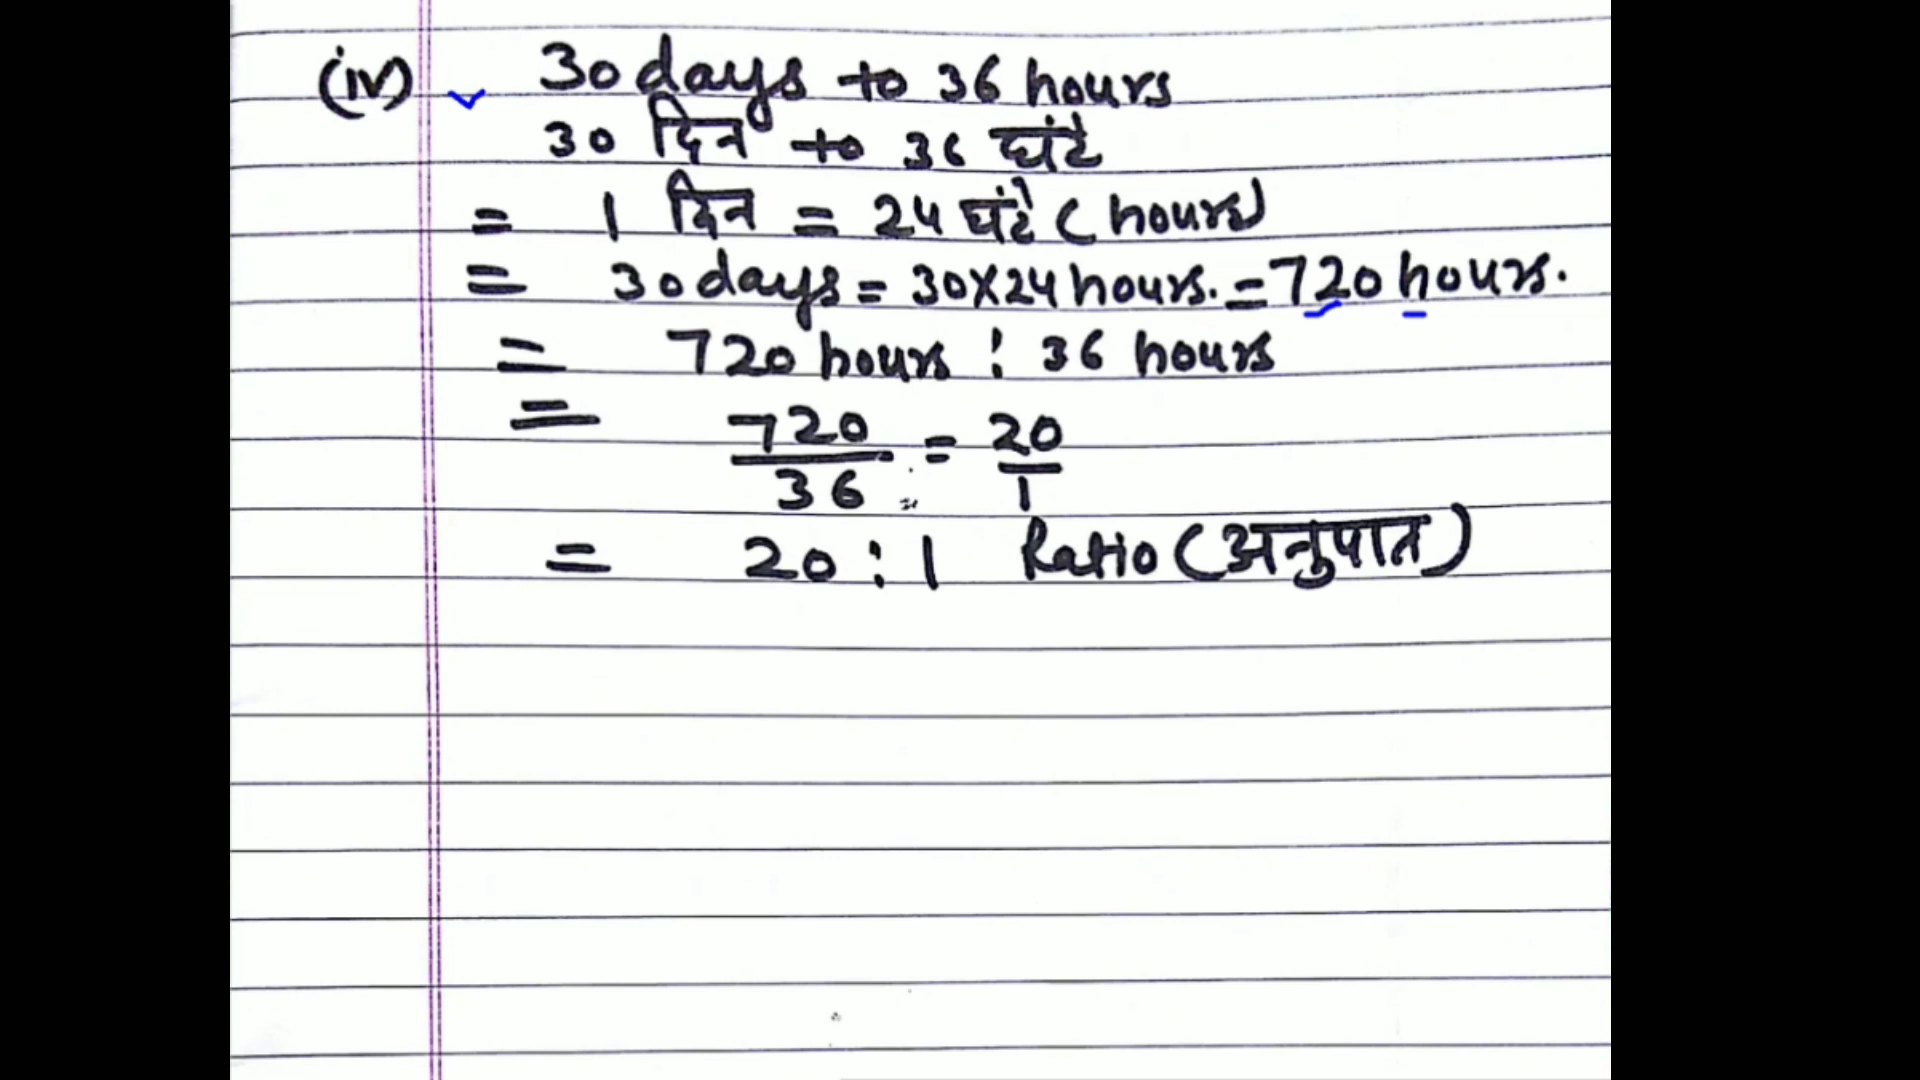 (iv) 30 days to 36 hours
30 दिन to 36 घंटे
= 1 दिन = 24 घंटे (hours)
= 30 days = 30×24 hours. = 720 hours.
= 720 hours : 36 hours
= 720/36 = 20/1
= 20 : 1 Ratio (अनुपात)